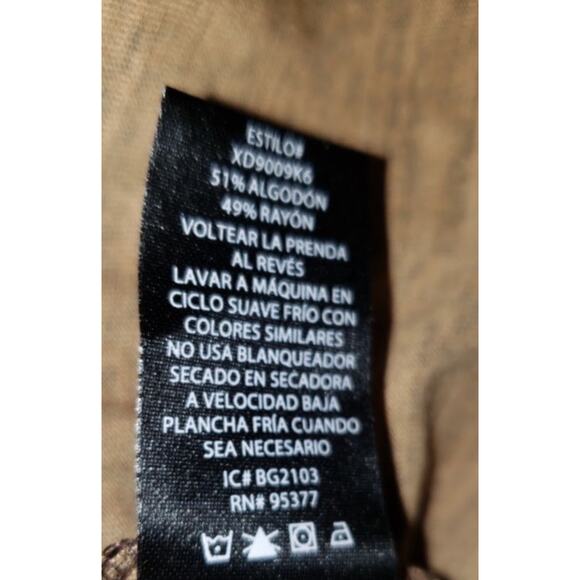 ESTILO#
XD9009K6
51% ALGODÓN
49% RAYÓN
VOLTEAR LA PRENDA
AL REVÉS
LAVAR A MÁQUINA EN
CICLO SUAVE FRÍO CON
COLORES SIMILARES
NO USA BLANQUEADOR
SECADO EN SECADORA
A VELOCIDAD BAJA
PLANCHA FRÍA CUANDO
SEA NECESARIO
IC# BG2103
RN# 95377